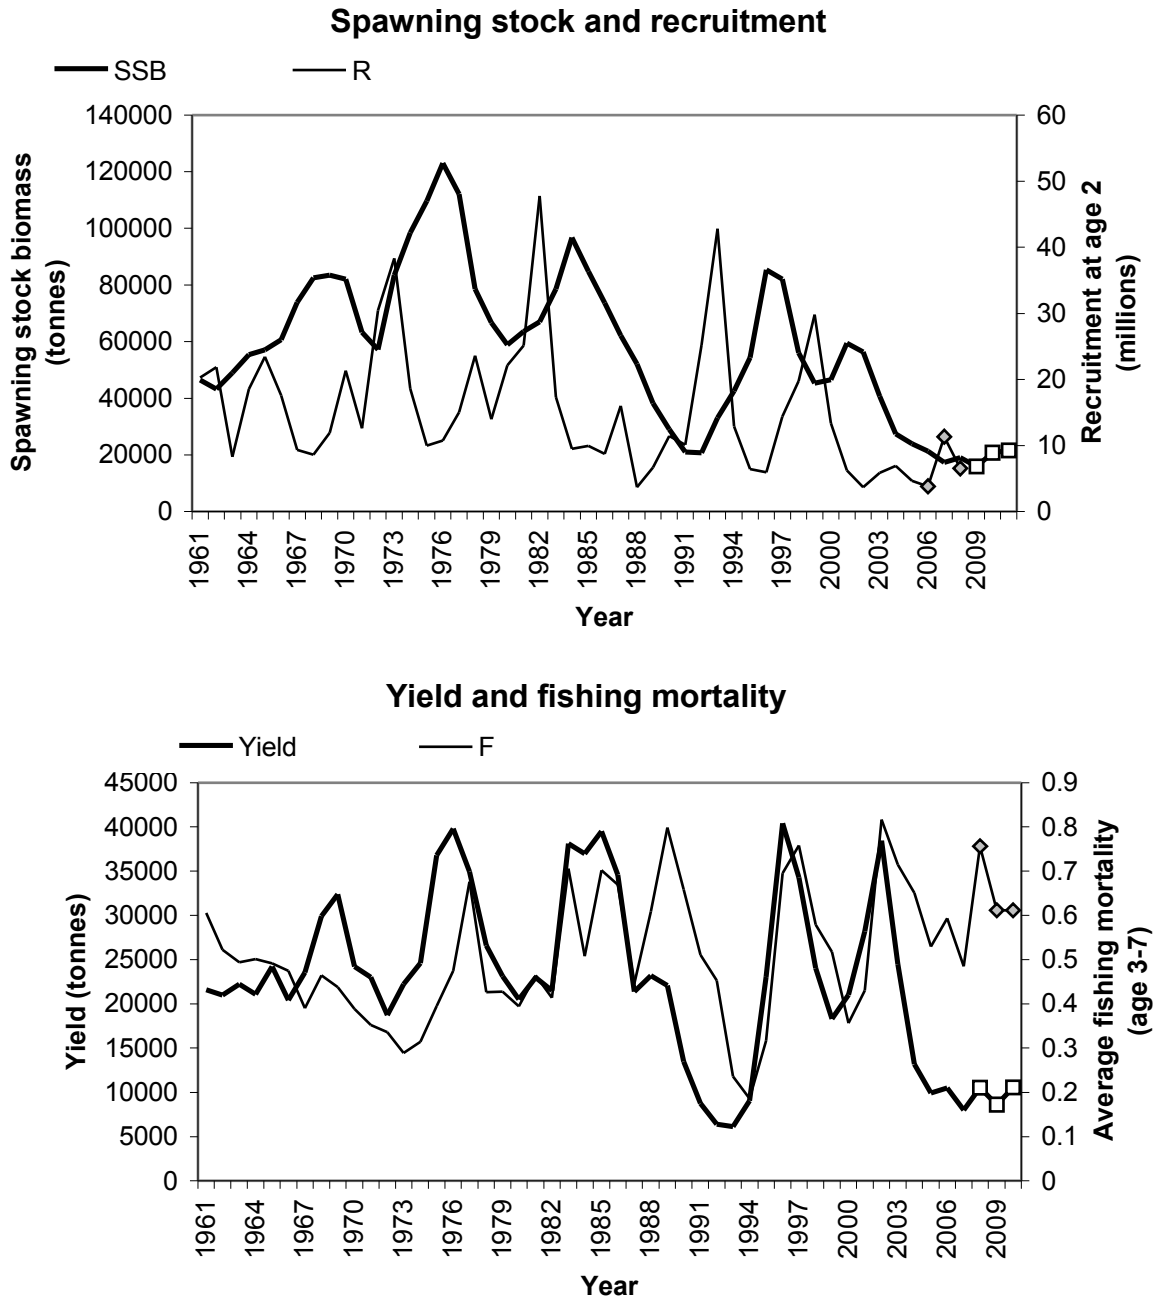 Spawning stock and recruitment
SSB R
140000
120000
100000
80000
60000
40000
20000
0
60
50
40
30
20
10
0
Spawning stock biomass
(tonnes)
Recruitment at age 2
(millions)
1961 1964 1967 1970 1973 1976 1979 1982 1985 1988 1991 1994 1997 2000 2003 2006 2009
Year
Yield and fishing mortality
Yield F
45000
40000
35000
30000
25000
20000
15000
10000
5000
0
0.9
0.8
0.7
0.6
0.5
0.4
0.3
0.2
0.1
0
Yield (tonnes)
Average fishing mortality
(age 3-7)
1961 1964 1967 1970 1973 1976 1979 1982 1985 1988 1991 1994 1997 2000 2003 2006 2009
Year